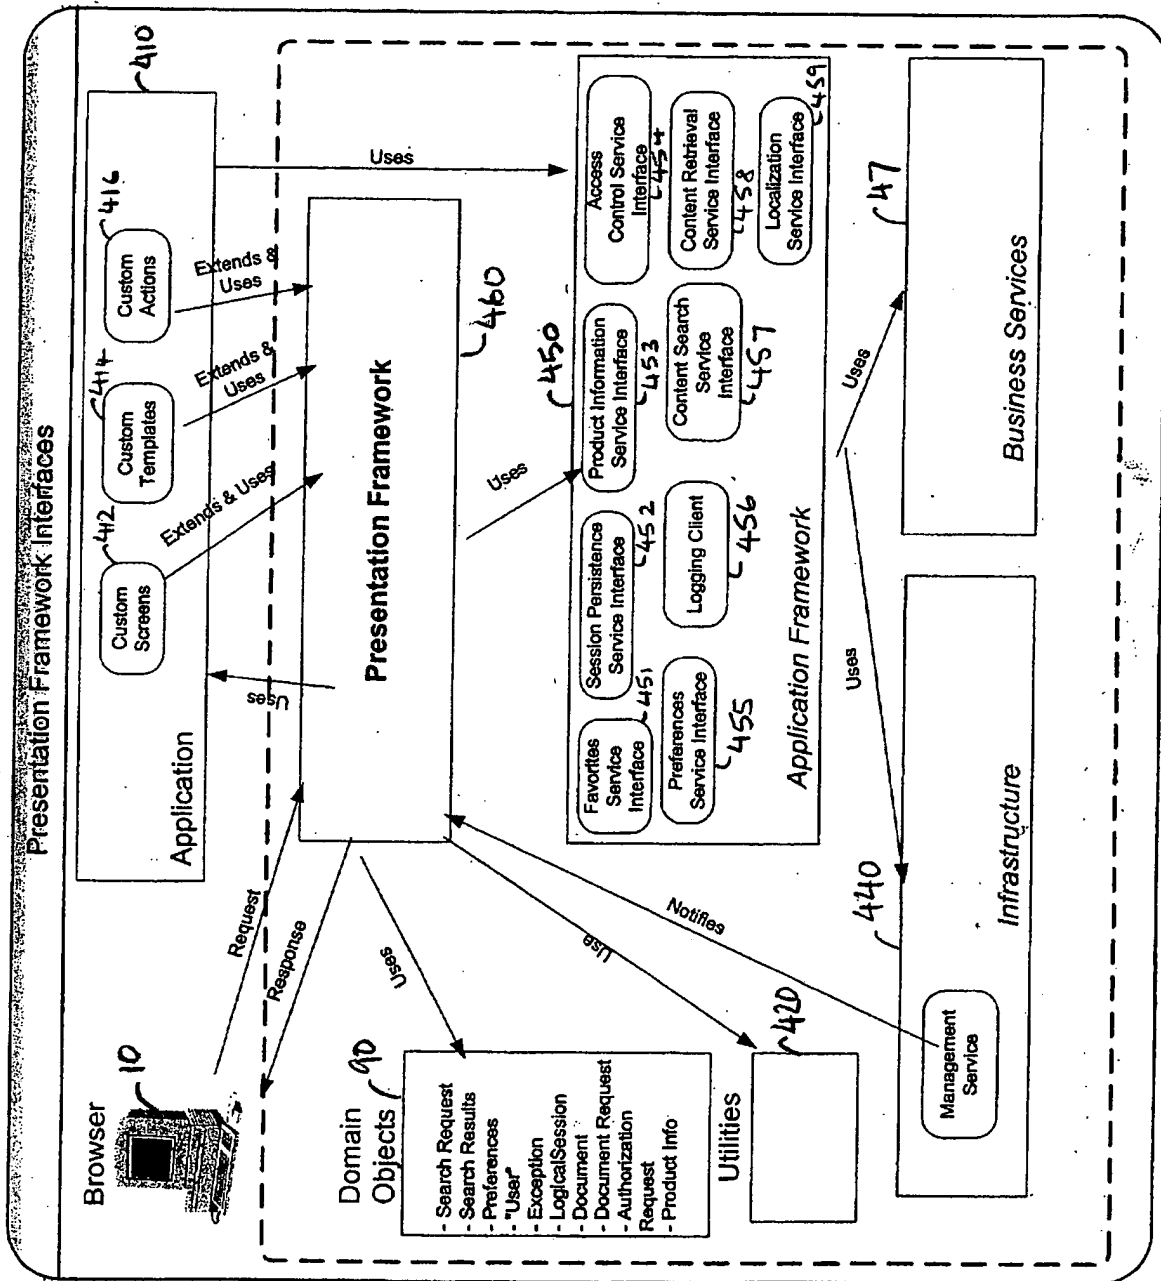 Presentation Framework Interfaces
Browser
10
Application
410
Custom
Screens
412
Custom
Templates
414
Custom
Actions
416
Request
Response
Uses
Extends & Uses
Extends &
Uses
Extends &
Uses
Uses
Presentation Framework
460
Domain
Objects
90
- Search Request
- Search Results
- Preferences
- "User"
- Exception
- LogicalSession
- Document
- Document Request
- Authorization
Request
- Product Info
Uses
Use
Notifies
Uses
Utilities
420
450
Favorites
Service
Interface
451
Session Persistence
Service Interface
452
Product Information
Service Interface
453
Access
Control Service
Interface
454
Preferences
Service Interface
455
Logging Client
456
Content Search
Service
Interface
457
Content Retrieval
Service Interface
458
Localization
Service Interface
459
Application Framework
Uses
Uses
440
Management
Service
Infrastructure
47
Business Services